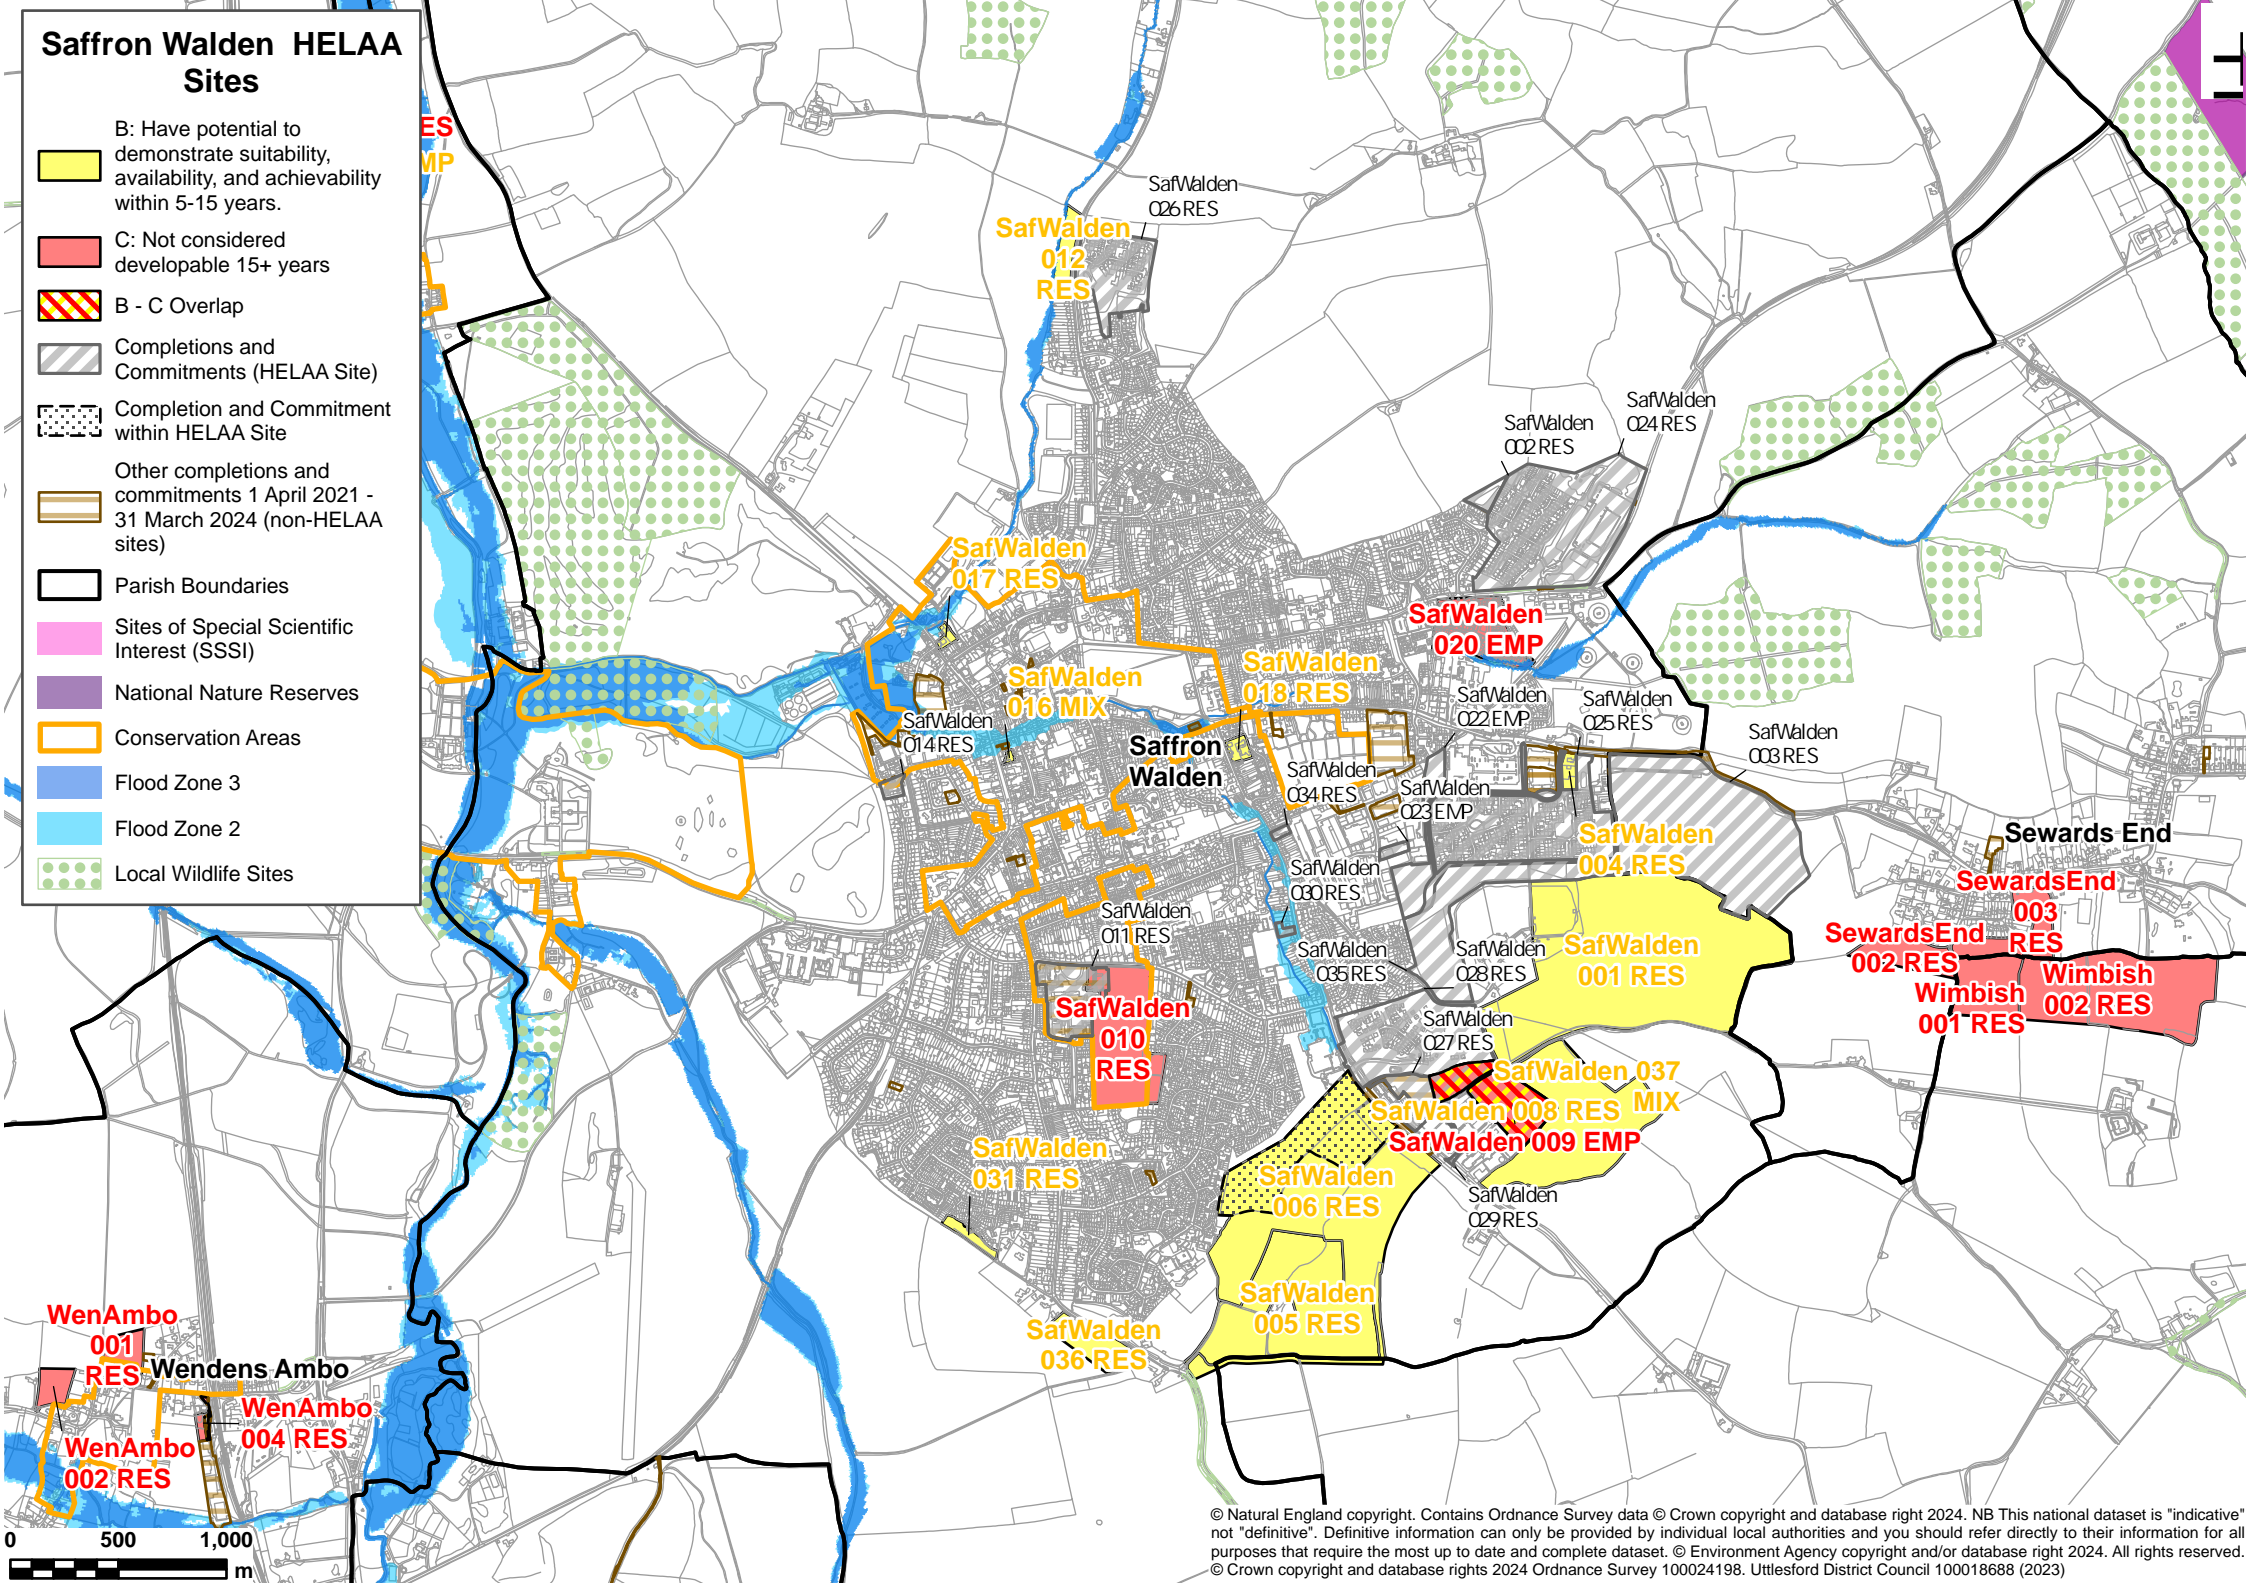 Saffron Walden HELAA
Sites
B: Have potential to
demonstrate suitability,
availability, and achievability
within 5-15 years.
C: Not considered
developable 15+ years
B - C Overlap
Completions and
Commitments (HELAA Site)
Completion and Commitment
within HELAA Site
Other completions and
commitments 1 April 2021 -
31 March 2024 (non-HELAA
sites)
Parish Boundaries
Sites of Special Scientific
Interest (SSSI)
National Nature Reserves
Conservation Areas
Flood Zone 3
Flood Zone 2
Local Wildlife Sites
ES
MP
SafWalden
026 RES
SafWalden
012
RES
SafWalden
024 RES
SafWalden
002 RES
SafWalden
017 RES
SafWalden
020 EMP
SafWalden
016 MIX
SafWalden
018 RES
SafWalden
022 EMP
SafWalden
025 RES
SafWalden
014 RES
Saffron
Walden
SafWalden
003 RES
SafWalden
034 RES
SafWalden
023 EMP
SafWalden
004 RES
Sewards End
SafWalden
030 RES
SewardsEnd
003
RES
SafWalden
011 RES
SewardsEnd
002 RES
SafWalden
035 RES
SafWalden
028 RES
SafWalden
001 RES
Wimbish
002 RES
Wimbish
001 RES
SafWalden
010
RES
SafWalden
027 RES
SafWalden 037
MIX
SafWalden 008 RES
SafWalden 009 EMP
SafWalden
031 RES
SafWalden
006 RES
SafWalden
029 RES
SafWalden
005 RES
SafWalden
036 RES
WenAmbo
001
RES
Wendens Ambo
WenAmbo
004 RES
WenAmbo
002 RES
0 500 1,000
m
© Natural England copyright. Contains Ordnance Survey data © Crown copyright and database right 2024. NB This national dataset is "indicative"
not "definitive". Definitive information can only be provided by individual local authorities and you should refer directly to their information for all
purposes that require the most up to date and complete dataset. © Environment Agency copyright and/or database right 2024. All rights reserved.
© Crown copyright and database rights 2024 Ordnance Survey 100024198. Uttlesford District Council 100018688 (2023)